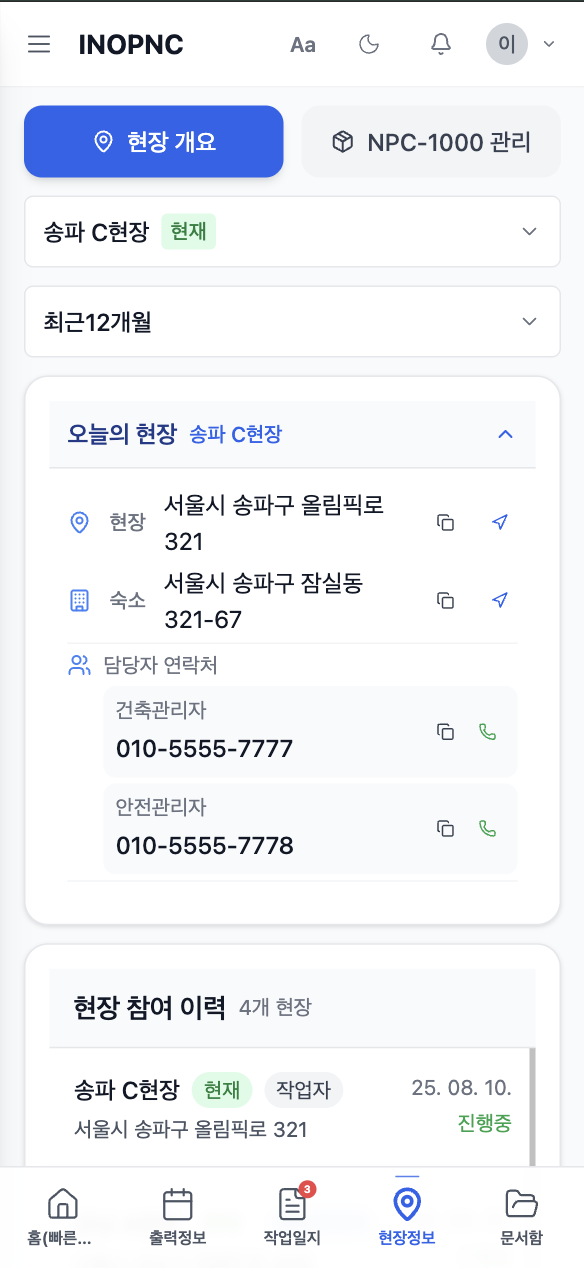 INOPNC Aa 이
현장 개요 NPC-1000 관리
송파 C현장 현재
최근12개월
오늘의 현장 송파 C현장
현장 서울시 송파구 올림픽로
321
숙소 서울시 송파구 잠실동
321-67
담당자 연락처
건축관리자
010-5555-7777
안전관리자
010-5555-7778
현장 참여 이력 4개 현장
송파 C현장 현재 작업자 25. 08. 10.
서울시 송파구 올림픽로 321 진행중
3
홈(빠른... 출력정보 작업일지 현장정보 문서함